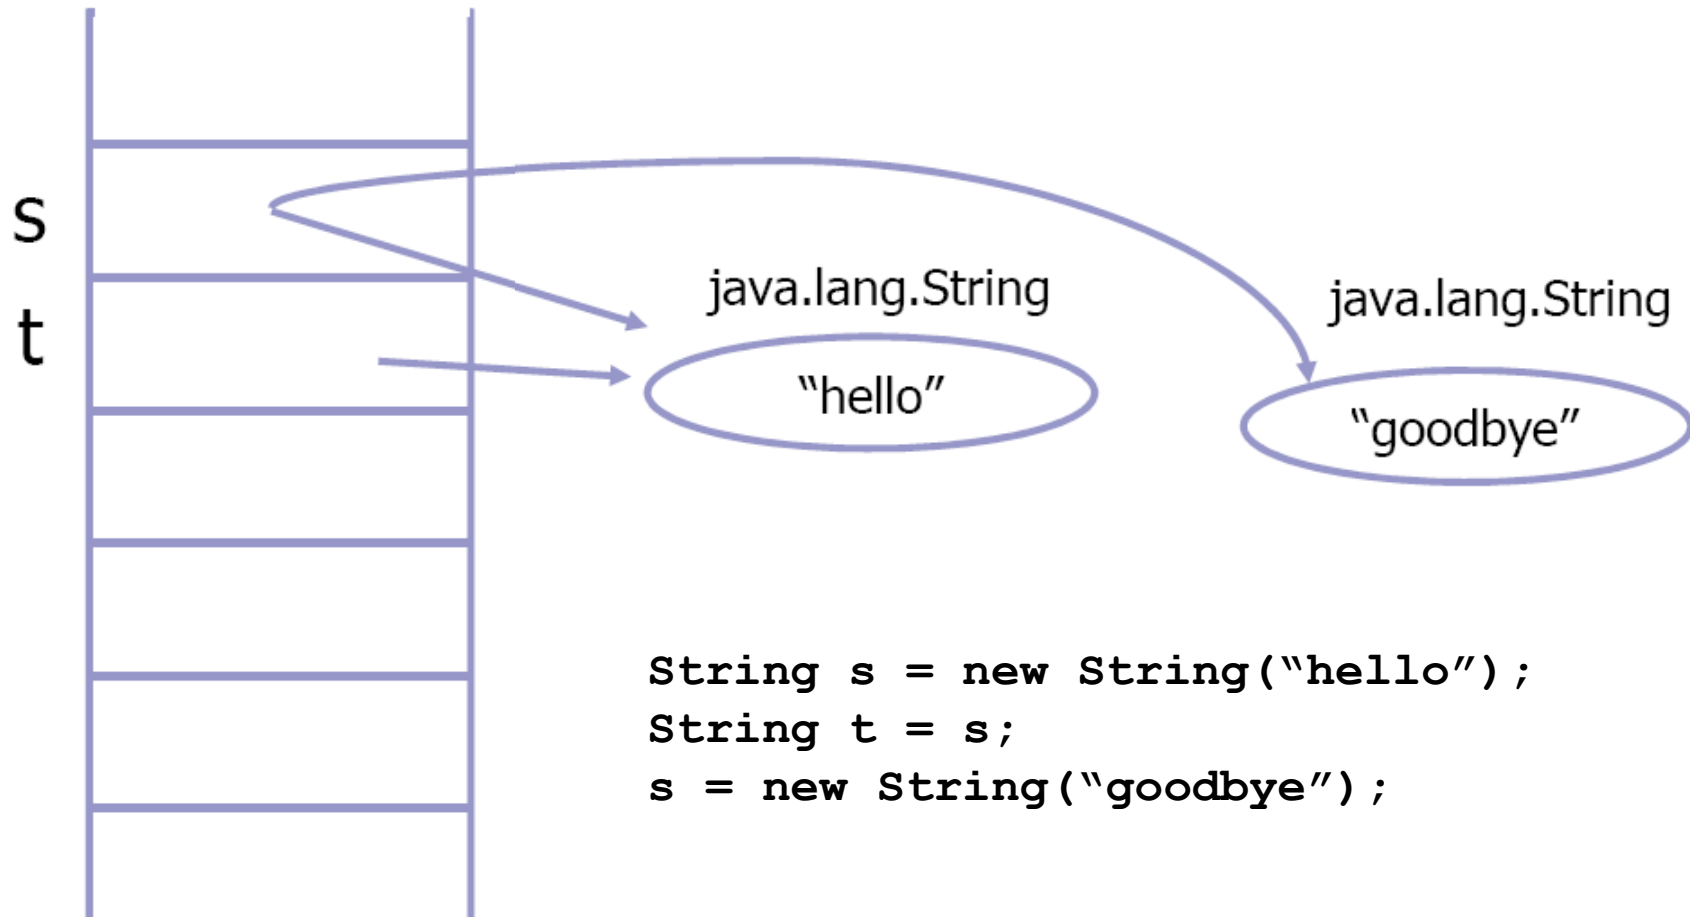 s
t
java.lang.String
“hello”
java.lang.String
“goodbye”
String s = new String(“hello”);
String t = s;
s = new String(“goodbye”);